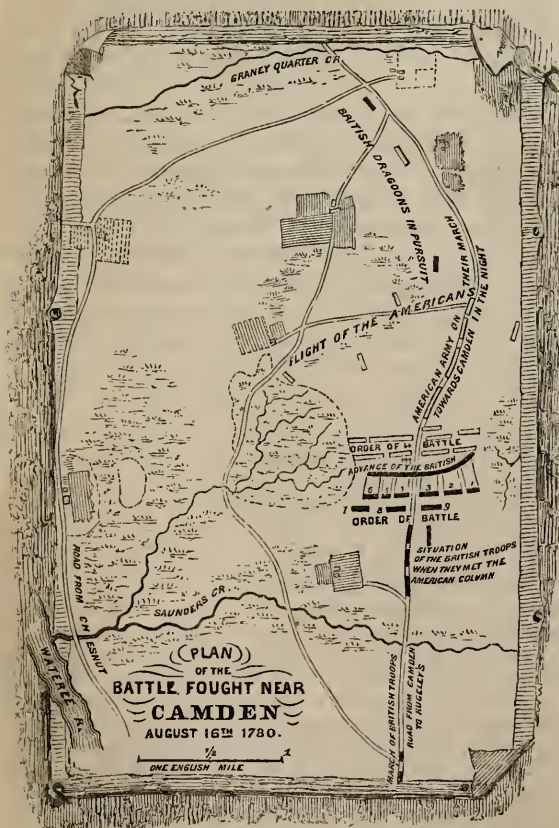 GRANEY QUARTER CR
BRITISH DRAGOONS IN PURSUIT
AMERICAN ARMY ON THEIR MARCH
TOWARDS CAMDEN IN THE NIGHT
FLIGHT OF THE AMERICANS
ORDER OF BATTLE
ADVANCE OF THE BRITISH
6 5 4 3 2 1
7 8 9
ORDER OF BATTLE
SITUATION
OF THE BRITISH TROOPS
WHEN THEY MET THE
AMERICAN COLUMN
ROAD FROM CHESNUT
WATEREE R.
SAUNDERS CR.
MARCH OF BRITISH TROOPS
ROAD FROM CAMDEN
TO RUGELEY'S
PLAN
OF THE
BATTLE FOUGHT NEAR
CAMDEN
AUGUST 16TH 1780.
1/2 1
ONE ENGLISH MILE